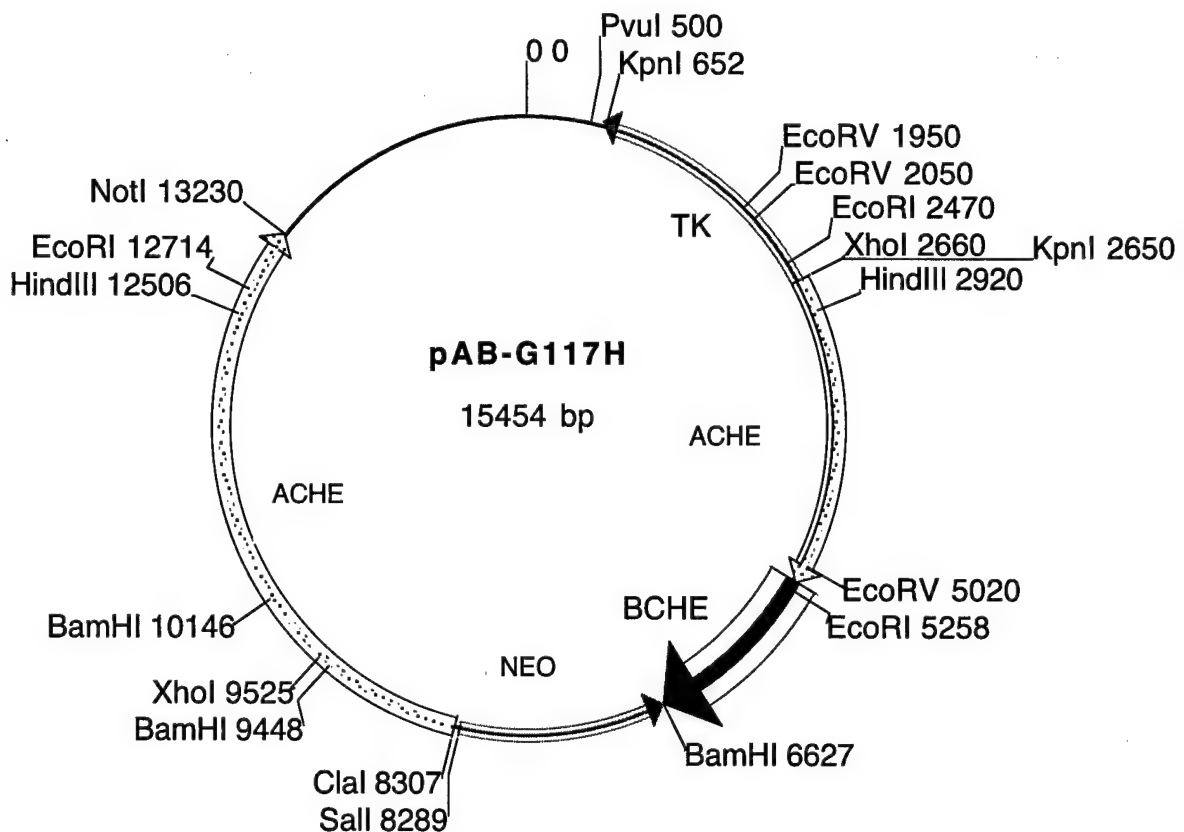 0 0
PvuI 500
KpnI 652
EcoRV 1950
EcoRV 2050
EcoRI 2470
XhoI 2660
KpnI 2650
HindIII 2920
NotI 13230
EcoRI 12714
HindIII 12506
TK
pAB-G117H
15454 bp
ACHE
ACHE
BCHE
EcoRV 5020
EcoRI 5258
BamHI 10146
NEO
XhoI 9525
BamHI 9448
BamHI 6627
ClaI 8307
SalI 8289